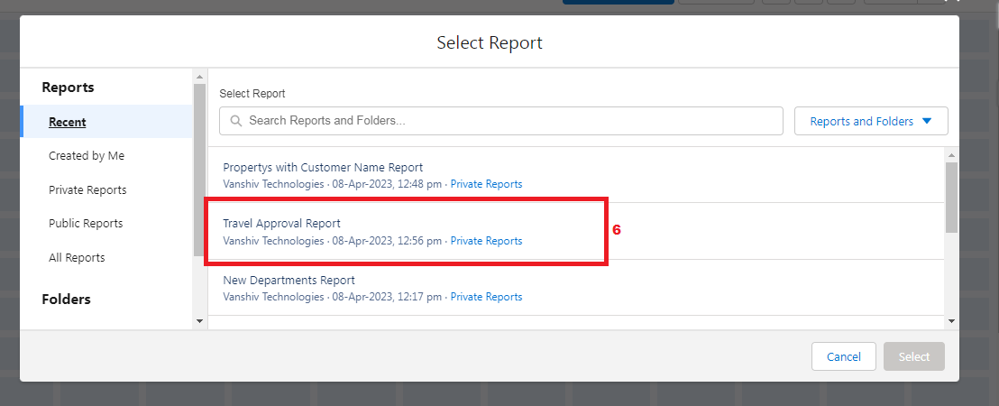 Select Report
Reports
Recent
Created by Me
Private Reports
Public Reports
All Reports
Folders
Select Report
Search Reports and Folders...
Reports and Folders
Propertys with Customer Name Report
Vanshiv Technologies · 08-Apr-2023, 12:48 pm · Private Reports
Travel Approval Report
Vanshiv Technologies · 08-Apr-2023, 12:56 pm · Private Reports
6
New Departments Report
Vanshiv Technologies · 08-Apr-2023, 12:17 pm · Private Reports
Cancel
Select